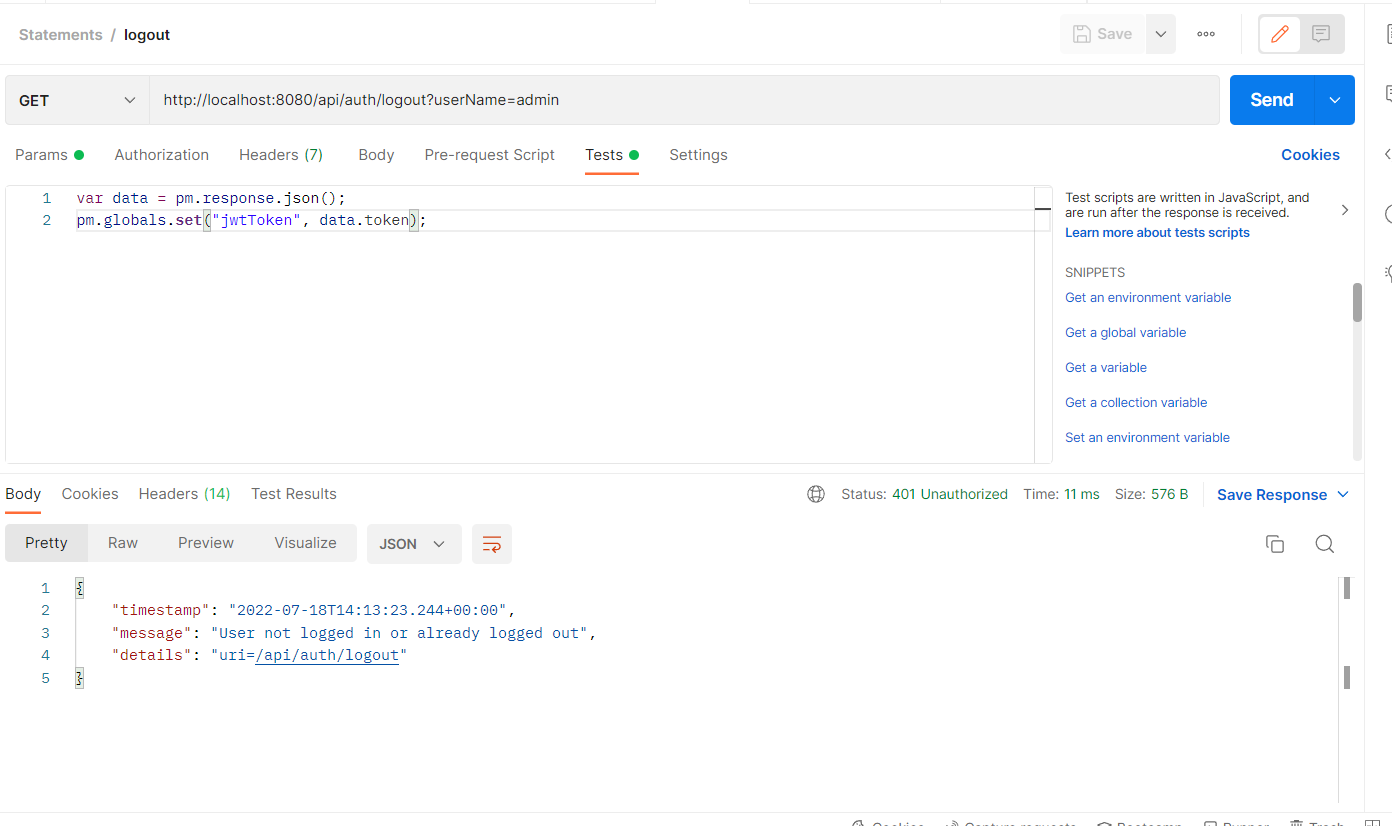 Statements / logout
Save
GET http://localhost:8080/api/auth/logout?userName=admin Send
Params Authorization Headers (7) Body Pre-request Script Tests Settings Cookies
1 var data = pm.response.json();
2 pm.globals.set("jwtToken", data.token);
Test scripts are written in JavaScript, and
are run after the response is received.
Learn more about tests scripts
SNIPPETS
Get an environment variable
Get a global variable
Get a variable
Get a collection variable
Set an environment variable
Body Cookies Headers (14) Test Results Status: 401 Unauthorized Time: 11 ms Size: 576 B Save Response
Pretty Raw Preview Visualize JSON
1 {
2 "timestamp": "2022-07-18T14:13:23.244+00:00",
3 "message": "User not logged in or already logged out",
4 "details": "uri=/api/auth/logout"
5 }
Cookies Capture requests Bootcamp Runner Trash